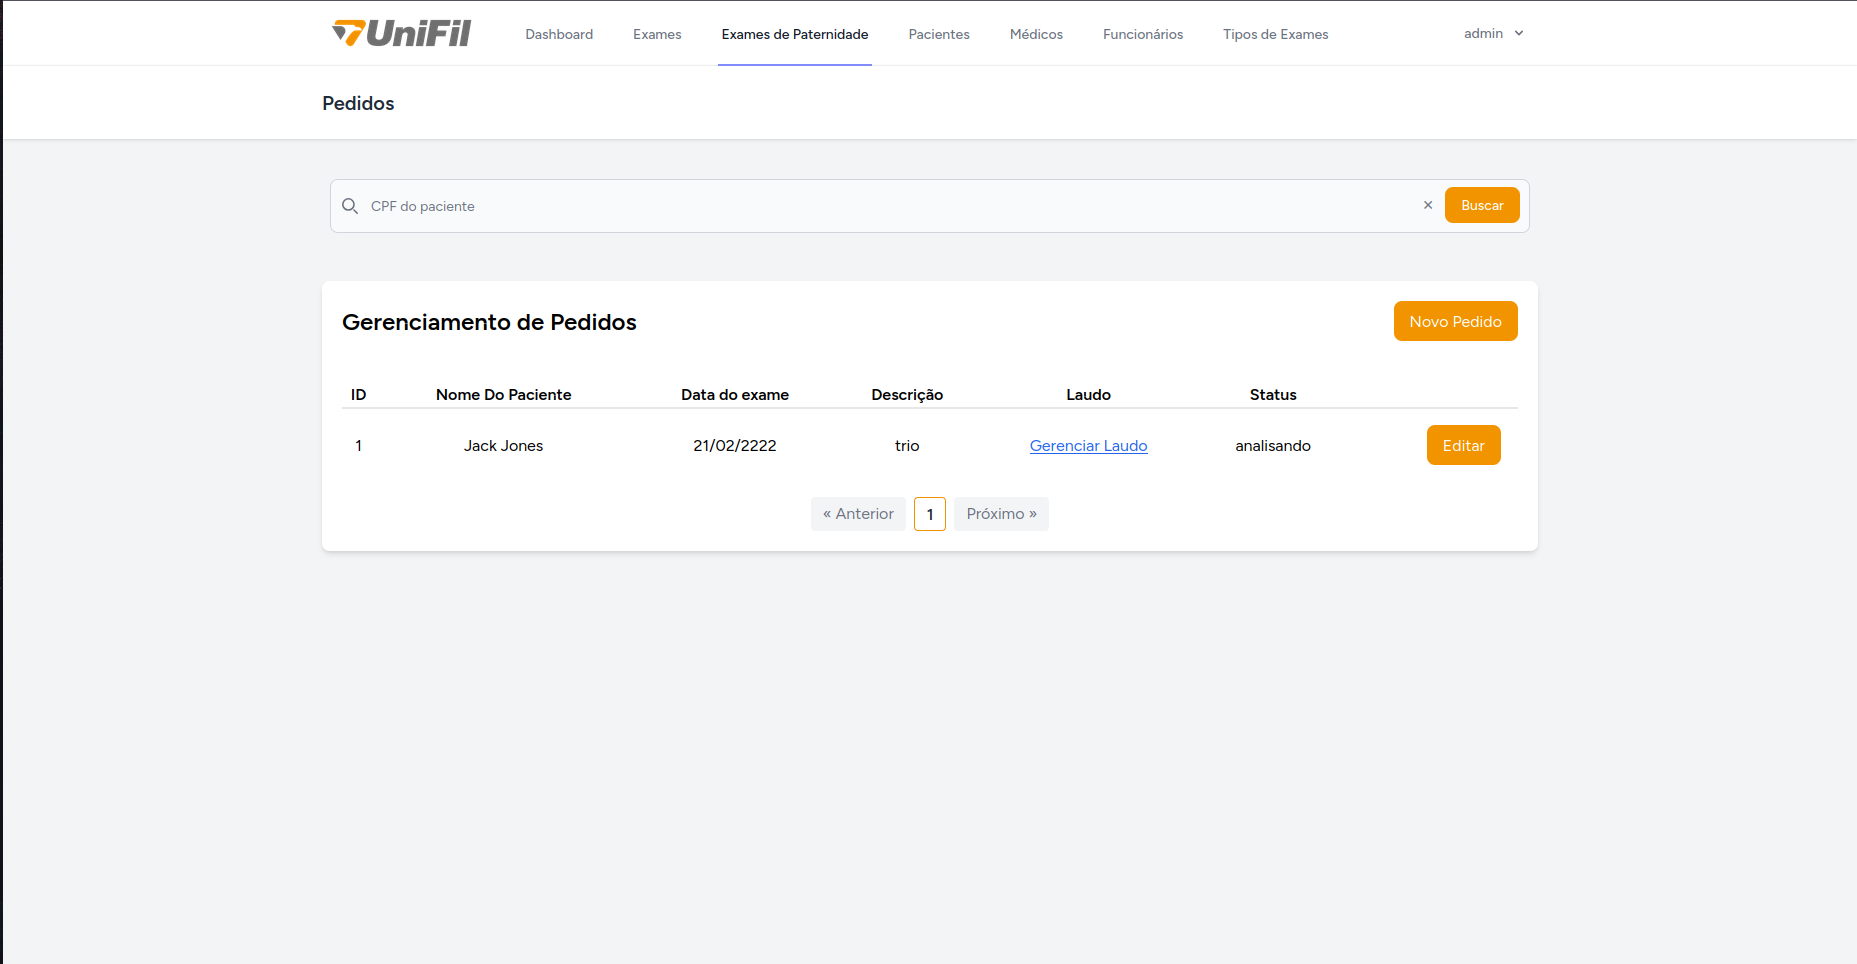 UniFil Dashboard Exames Exames de Paternidade Pacientes Médicos Funcionários Tipos de Exames admin
Pedidos
CPF do paciente × Buscar
Gerenciamento de Pedidos Novo Pedido
ID Nome Do Paciente Data do exame Descrição Laudo Status
1 Jack Jones 21/02/2222 trio Gerenciar Laudo analisando Editar
« Anterior 1 Próximo »